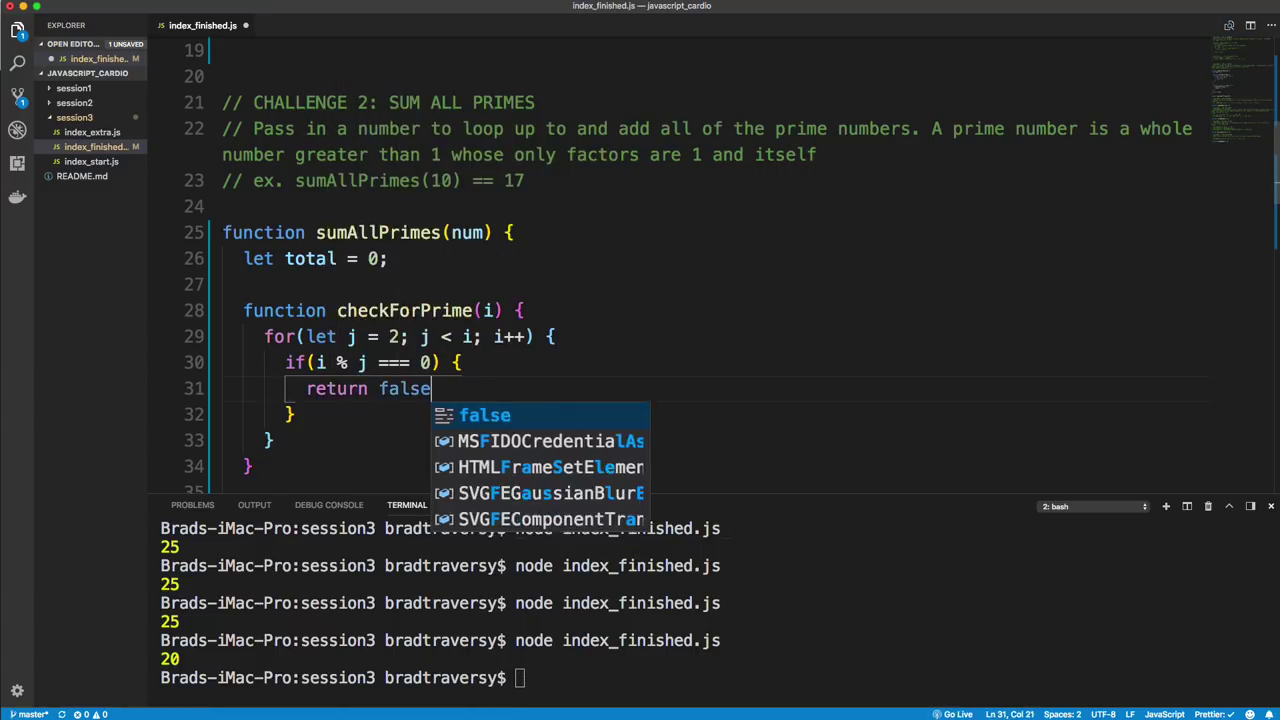 index_finished.js — javascript_cardio
EXPLORER
index_finished.js
OPEN EDITO... 1 UNSAVED
index_finishe.. M
JAVASCRIPT_CARDIO
session1
session2
session3
index_extra.js
index_finished... M
index_start.js
README.md
19
20
21 // CHALLENGE 2: SUM ALL PRIMES
22 // Pass in a number to loop up to and add all of the prime numbers. A prime number is a whole
number greater than 1 whose only factors are 1 and itself
23 // ex. sumAllPrimes(10) == 17
24
25 function sumAllPrimes(num) {
26 let total = 0;
27
28 function checkForPrime(i) {
29 for(let j = 2; j < i; i++) {
30 if(i % j === 0) {
31 return false
32 }
33 }
34 }
35
false
MSFIDOCredentialAs
HTMLFrameSetElemen
SVGFEGaussianBlurE
SVGFEComponentTran
PROBLEMS OUTPUT DEBUG CONSOLE TERMINAL 2: bash
Brads-iMac-Pro:session3 bradtraversy$ node index_finished.js
25
Brads-iMac-Pro:session3 bradtraversy$ node index_finished.js
25
Brads-iMac-Pro:session3 bradtraversy$ node index_finished.js
25
Brads-iMac-Pro:session3 bradtraversy$ node index_finished.js
20
Brads-iMac-Pro:session3 bradtraversy$
master* 0 0 Go Live Ln 31, Col 21 Spaces: 2 UTF-8 LF JavaScript Prettier: ✓